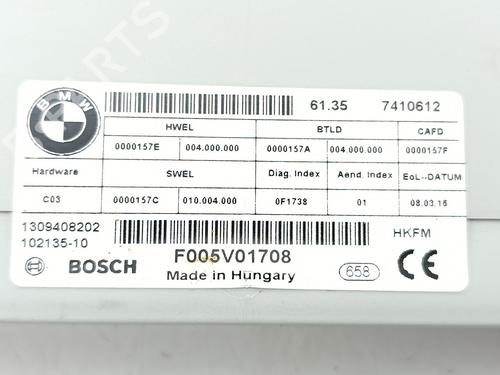 BMW
61.35 7410612
HWEL BTLD CAFD
0000157E 004.000.000 0000157A 004.000.000 0000157F
Hardware SWEL Diag. Index Aend. Index EoL--DATUM
C03 0000157C 010.004.000 0F1738 01 08.03.16
1309408202
102135-10
HKFM
BOSCH F005V01708
Made in Hungary
658 CE
PARTS